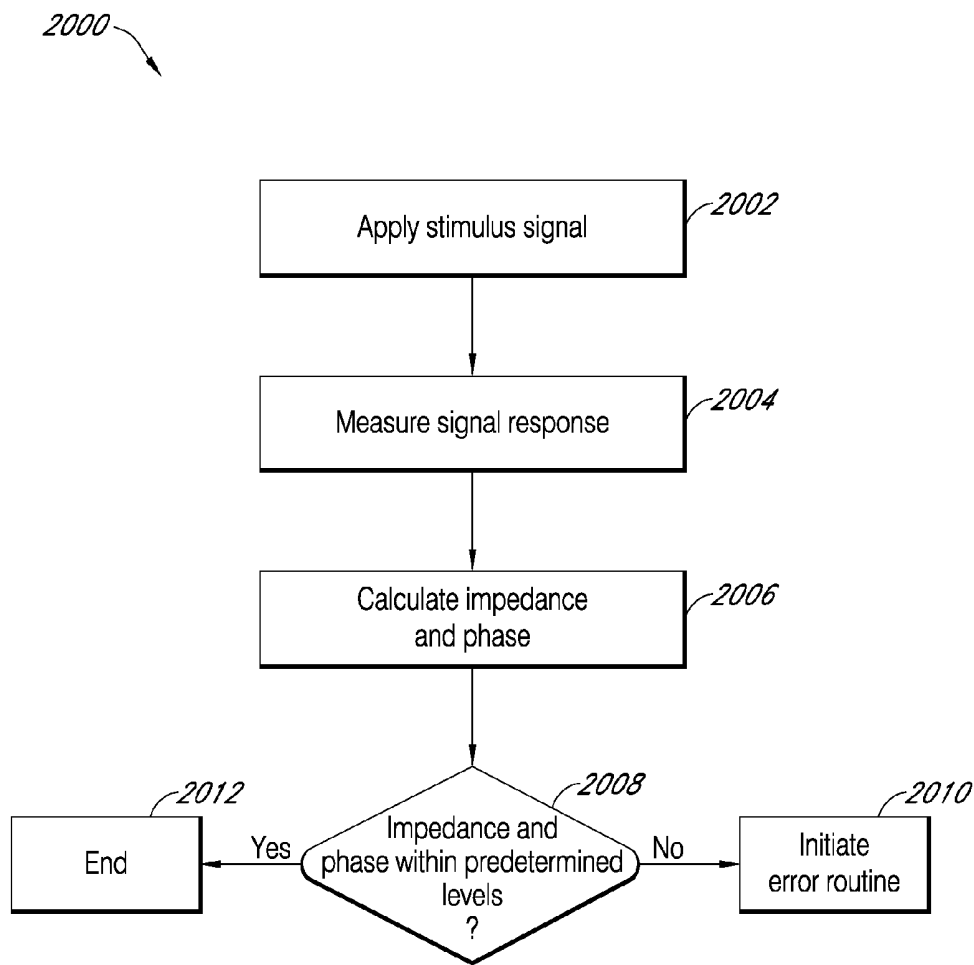 2000
Apply stimulus signal
2002
Measure signal response
2004
Calculate impedance
and phase
2006
2008
Impedance and
phase within predetermined
levels
?
Yes
No
2012
End
2010
Initiate
error routine